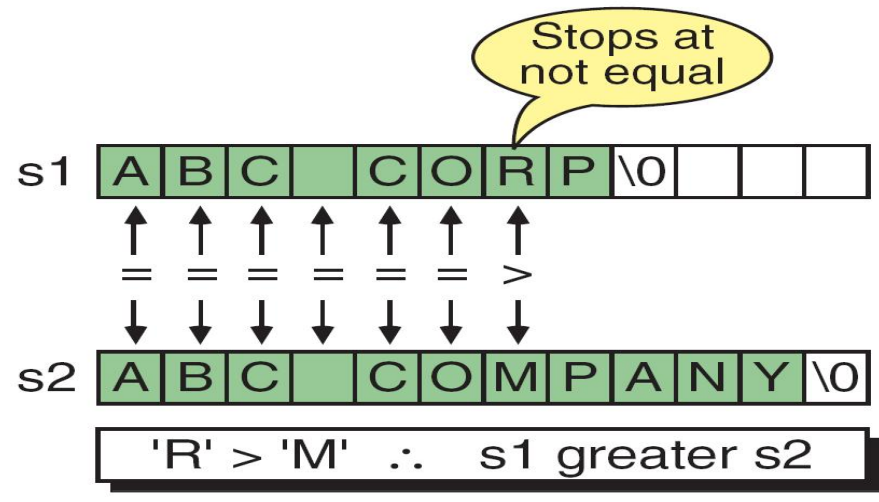 Stops at
not equal
s1 A B C C O R P \0
= = = = = = >
s2 A B C C O M P A N Y \0
'R' > 'M' ∴ s1 greater s2